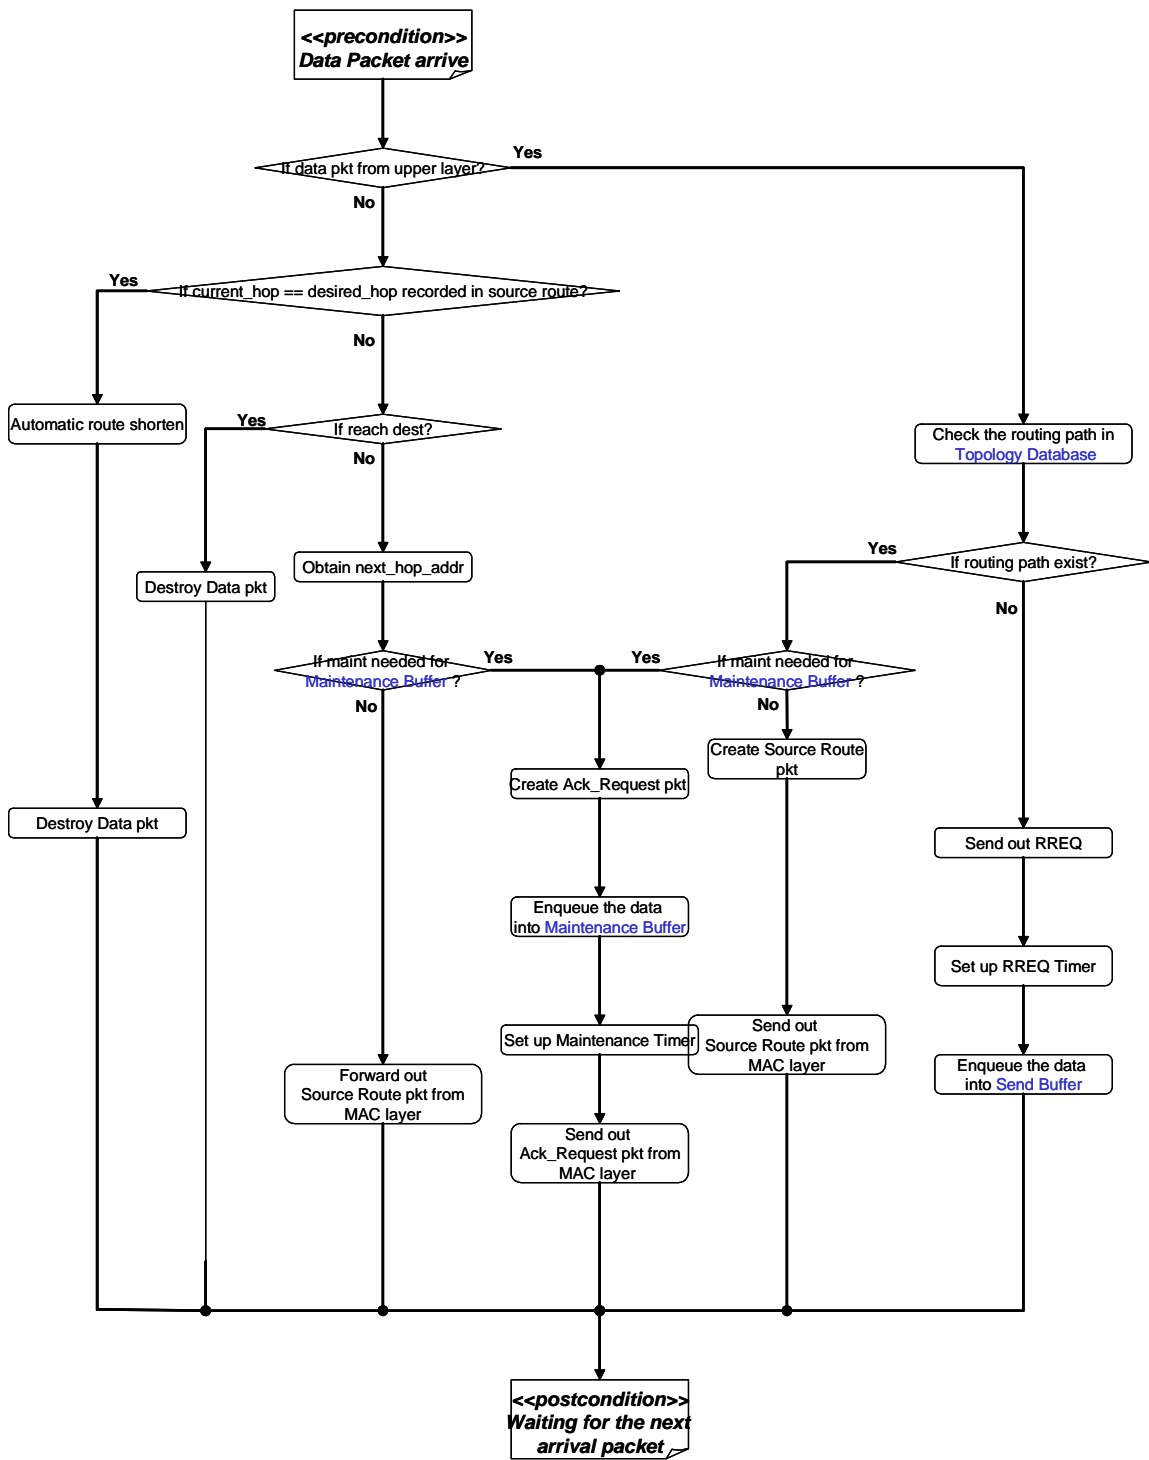 <<precondition>>
Data Packet arrive
If data pkt from upper layer?
Yes
No
If current_hop == desired_hop recorded in source route?
Yes
No
Automatic route shorten
Yes
If reach dest?
No
Check the routing path in
Topology Database
Obtain next_hop_addr
Destroy Data pkt
Yes
If routing path exist?
No
If maint needed for
Maintenance Buffer ?
Yes
No
Yes
If maint needed for
Maintenance Buffer ?
No
Create Source Route
pkt
Create Ack_Request pkt
Destroy Data pkt
Send out RREQ
Enqueue the data
into Maintenance Buffer
Set up RREQ Timer
Set up Maintenance Timer
Send out
Source Route pkt from
MAC layer
Forward out
Source Route pkt from
MAC layer
Enqueue the data
into Send Buffer
Send out
Ack_Request pkt from
MAC layer
<<postcondition>>
Waiting for the next
arrival packet